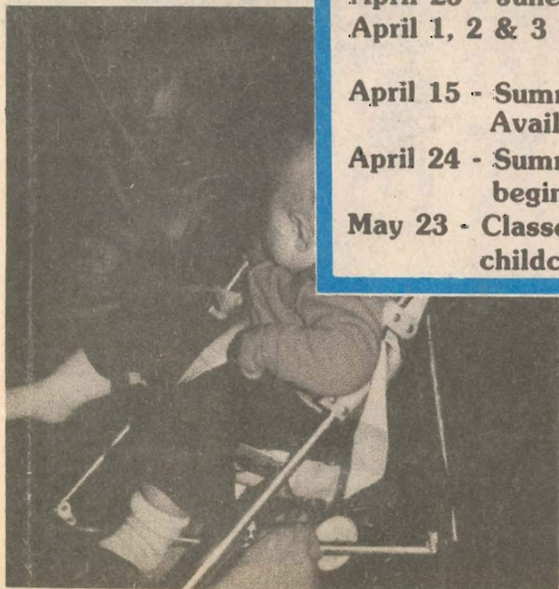 April 1, 2 & 3
April 15 - Summ
Avail
April 24 - Summ
begin
May 23 - Classe
childc